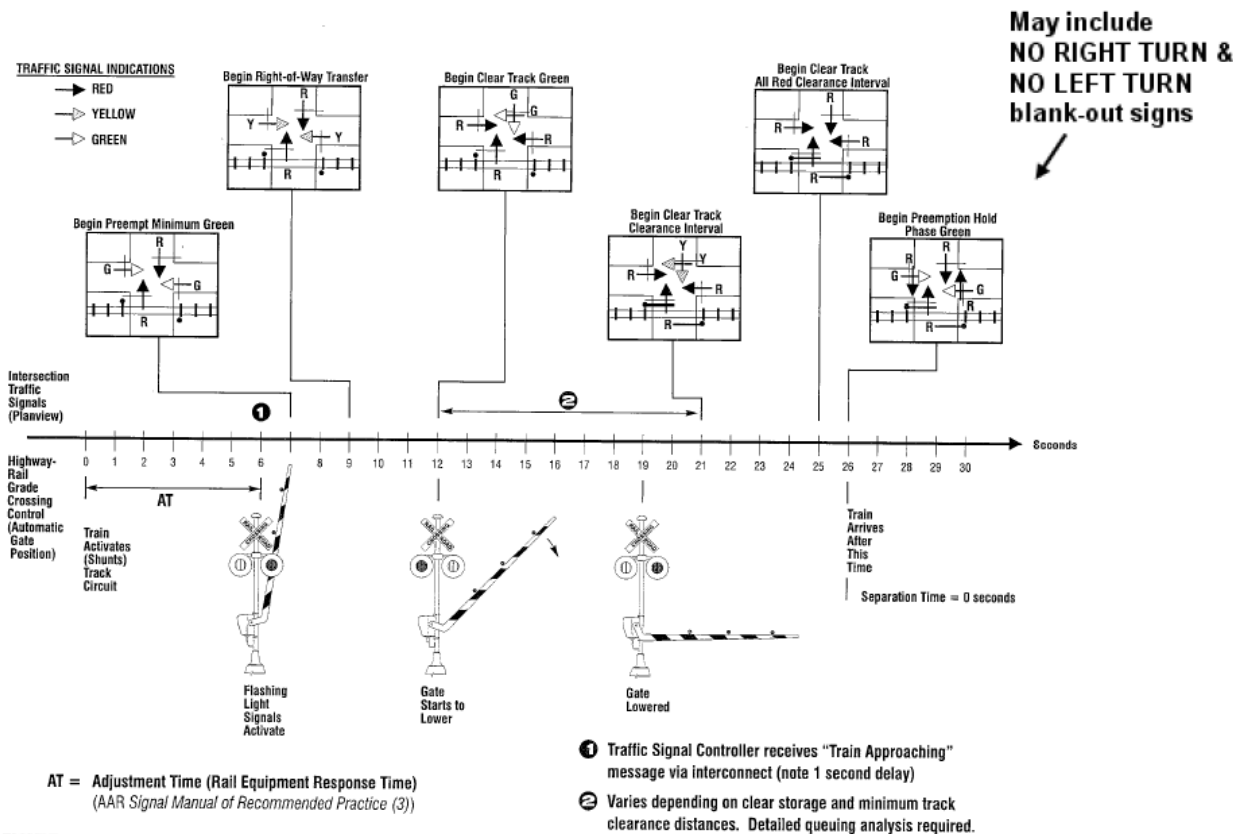 May include
NO RIGHT TURN &
NO LEFT TURN
blank-out signs
TRAFFIC SIGNAL INDICATIONS
RED
YELLOW
GREEN
Begin Right-of-Way Transfer
R
Y
Y
R
Begin Clear Track Green
G
G
R
R
R
Begin Clear Track
All Red Clearance Interval
R
R
R
R
Begin Preempt Minimum Green
R
G
G
R
Begin Clear Track
Clearance Interval
Y
Y
R
R
R
Begin Preemption Hold
Phase Green
R
R
G
G
R
R
Intersection
Traffic
Signals
(Planview)
1
2
Seconds
0 1 2 3 4 5 6 7 8 9 10 11 12 13 14 15 16 17 18 19 20 21 22 23 24 25 26 27 28 29 30
Highway-
Rail
Grade
Crossing
Control
(Automatic
Gate
Position)
AT
Train
Activates
(Shunts)
Track
Circuit
Train
Arrives
After
This
Time
Separation Time = 0 seconds
Flashing
Light
Signals
Activate
Gate
Starts to
Lower
Gate
Lowered
1 Traffic Signal Controller receives “Train Approaching”
message via interconnect (note 1 second delay)
2 Varies depending on clear storage and minimum track
clearance distances. Detailed queuing analysis required.
AT = Adjustment Time (Rail Equipment Response Time)
(AAR Signal Manual of Recommended Practice (3))